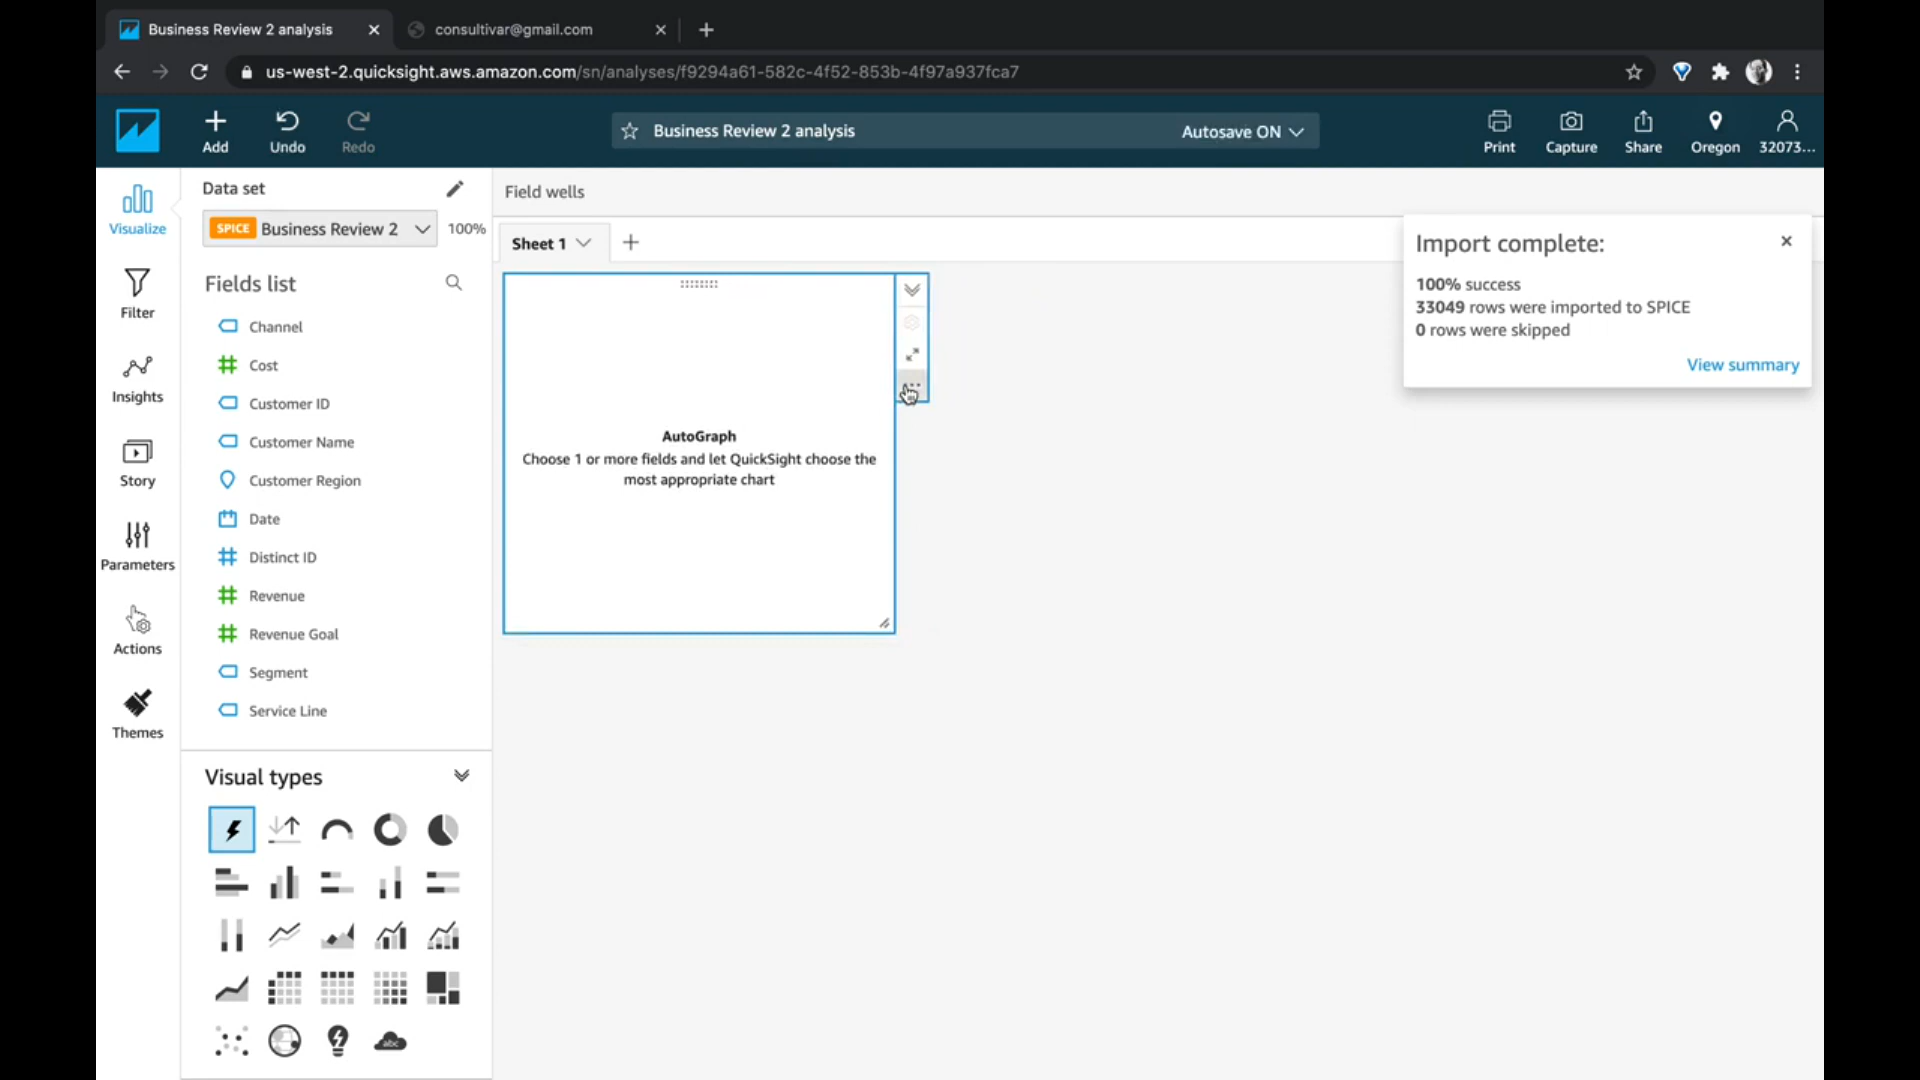 Business Review 2 analysis
consultivar@gmail.com
us-west-2.quicksight.aws.amazon.com/sn/analyses/f9294a61-582c-4f52-853b-4f97a937fca7
Add
Undo
Redo
Business Review 2 analysis
Autosave ON
Print
Capture
Share
Oregon
32073...
Visualize
Filter
Insights
Story
Parameters
Actions
Themes
Data set
SPICE Business Review 2
100%
Fields list
Channel
Cost
Customer ID
Customer Name
Customer Region
Date
Distinct ID
Revenue
Revenue Goal
Segment
Service Line
Visual types
abc
Field wells
Sheet 1
AutoGraph
Choose 1 or more fields and let QuickSight choose the
most appropriate chart
Import complete:
100% success
33049 rows were imported to SPICE
0 rows were skipped
View summary